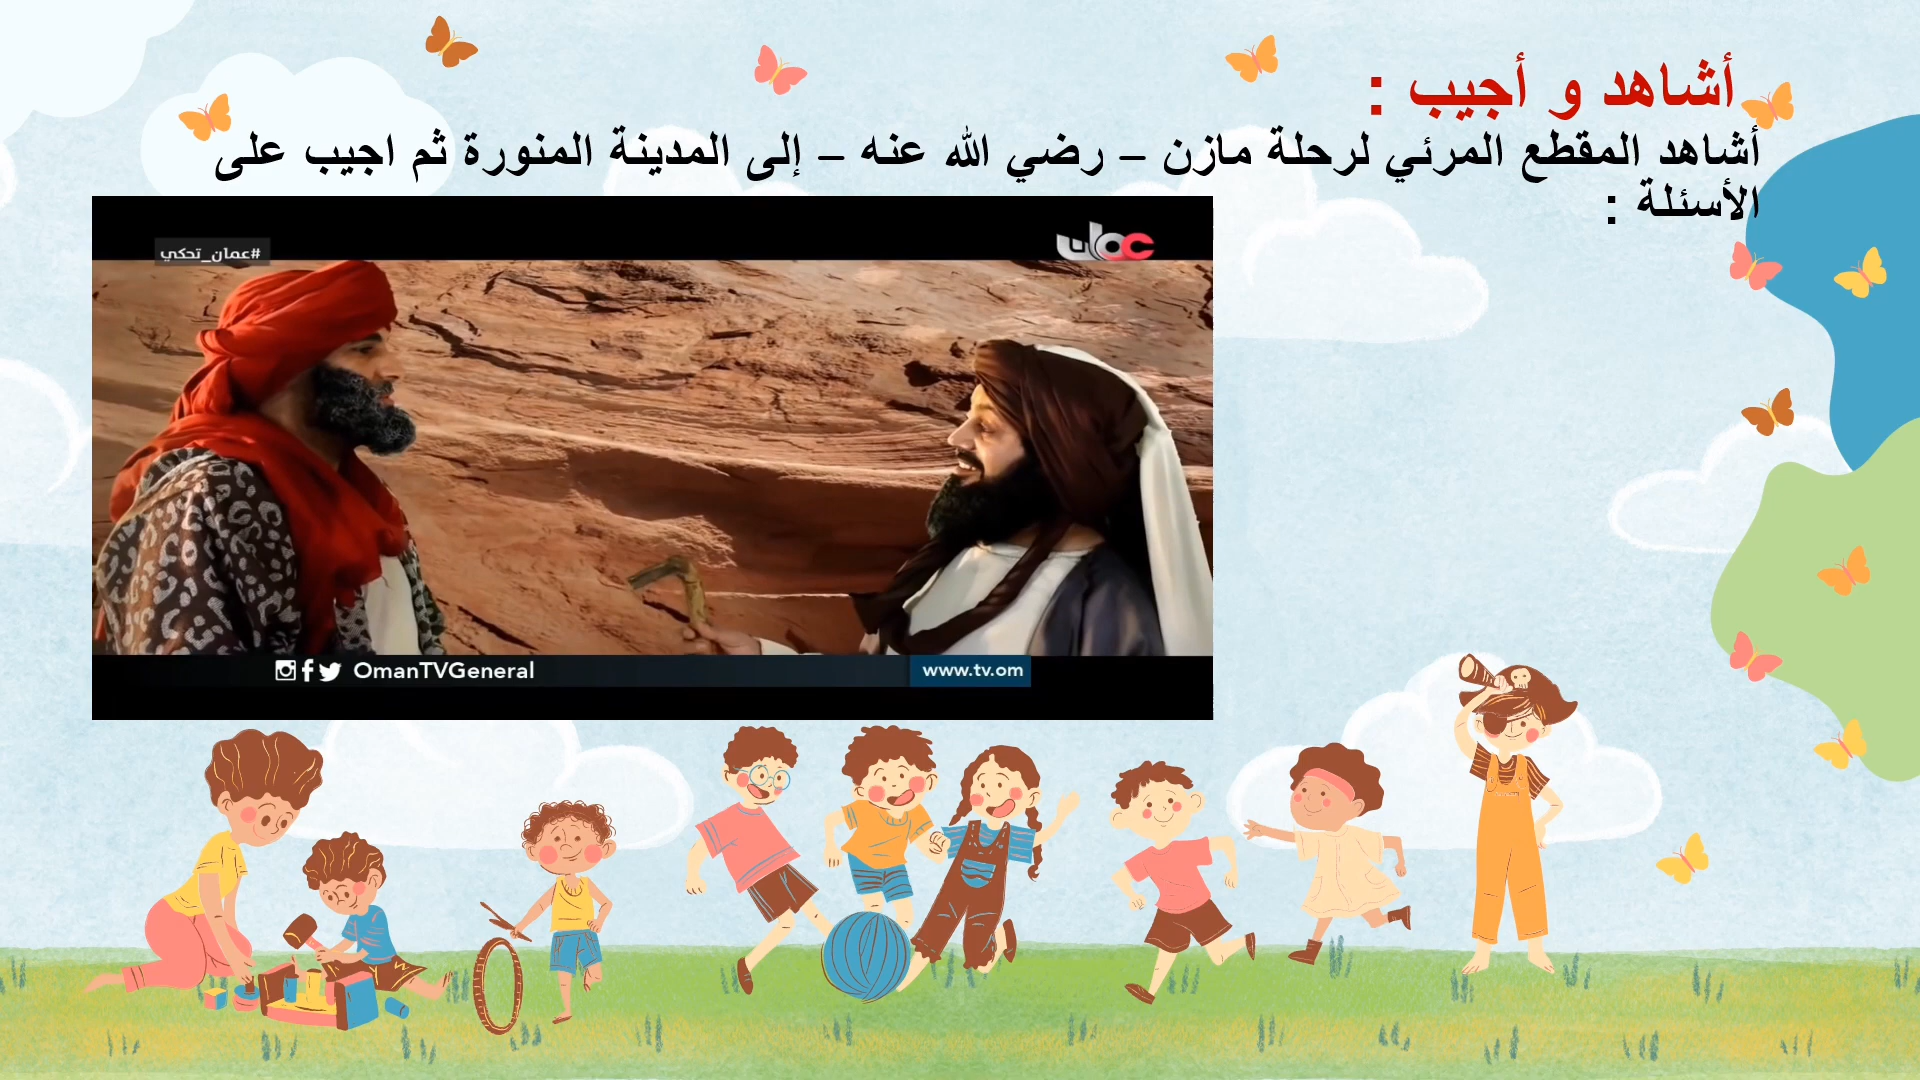 أشاهد و أجيب :
أشاهد المقطع المرئي لرحلة مازن – رضي الله عنه – إلى المدينة المنورة ثم اجيب على
الأسئلة :
#عمان_تحكي
عمان
OmanTVGeneral
www.tv.om